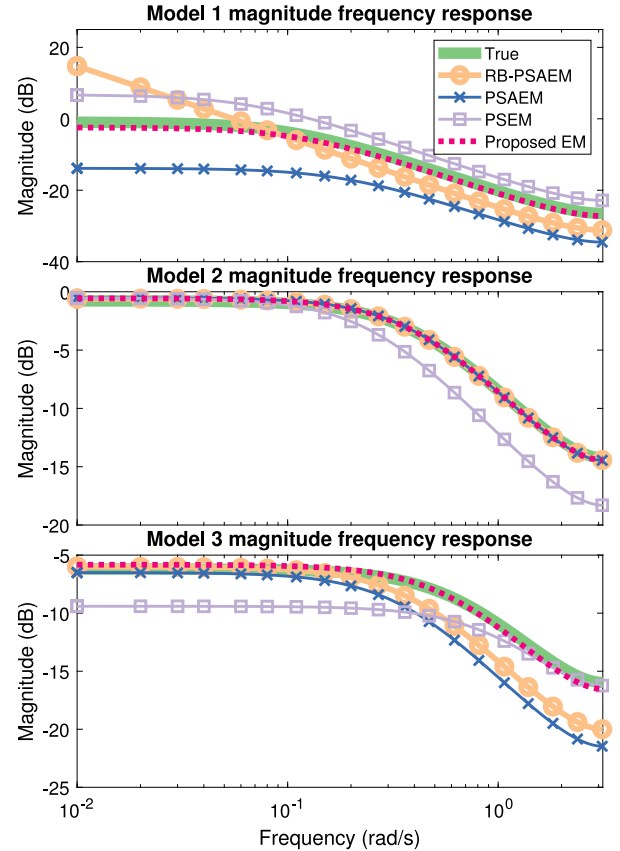 Model 1 magnitude frequency response
20
0
-20
-40
Magnitude (dB)
True
RB-PSAEM
PSAEM
PSEM
Proposed EM
Model 2 magnitude frequency response
0
-5
-10
-15
-20
Magnitude (dB)
Model 3 magnitude frequency response
-5
-10
-15
-20
-25
Magnitude (dB)
10^-2
10^-1
10^0
Frequency (rad/s)